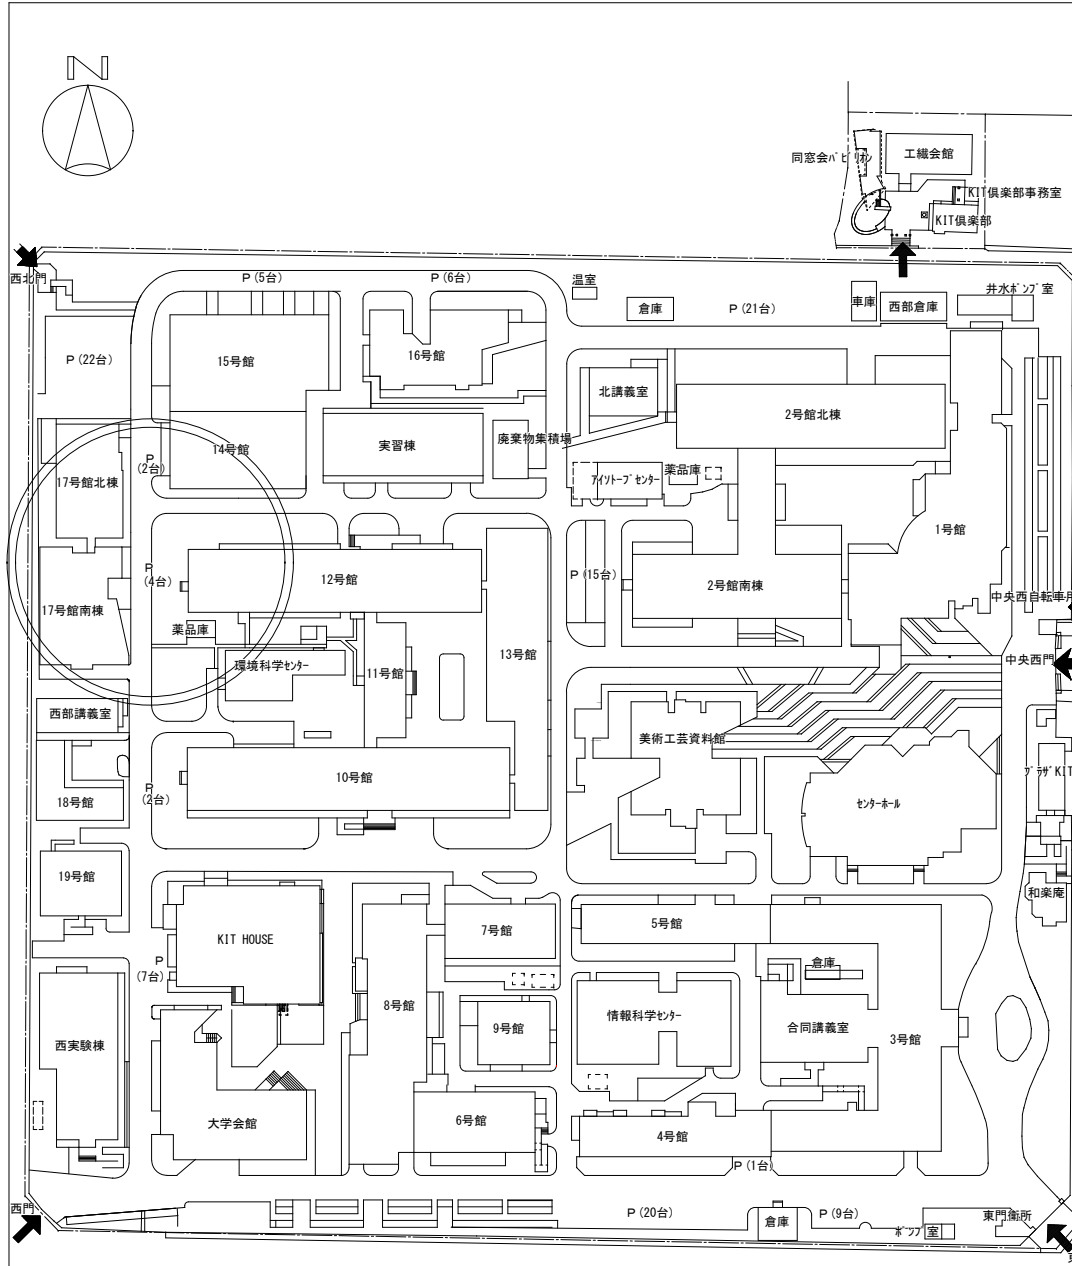 N
工繊会館
同窓会パビリオン
KIT倶楽部事務室
KIT倶楽部
西北門
P (5台)
P (6台)
温室
倉庫
P (21台)
車庫
西部倉庫
井水ポンプ室
P (22台)
15号館
16号館
北講義室
2号館北棟
14号館
実習棟
廃棄物集積場
P
(2台)
17号館北棟
アイソトープセンター
薬品庫
1号館
12号館
P
(4台)
P (15台)
2号館南棟
17号館南棟
薬品庫
中央西自転車
13号館
環境科学センター
11号館
中央西門
西部講義室
美術工芸資料館
10号館
P
(2台)
18号館
プラザKIT
センターホール
19号館
和楽庵
KIT HOUSE
7号館
5号館
P
(7台)
倉庫
8号館
9号館
情報科学センター
合同講義室
3号館
西実験棟
大学会館
6号館
4号館
P (1台)
西門
P (20台)
倉庫
P (9台)
東門衛所
ポンプ室